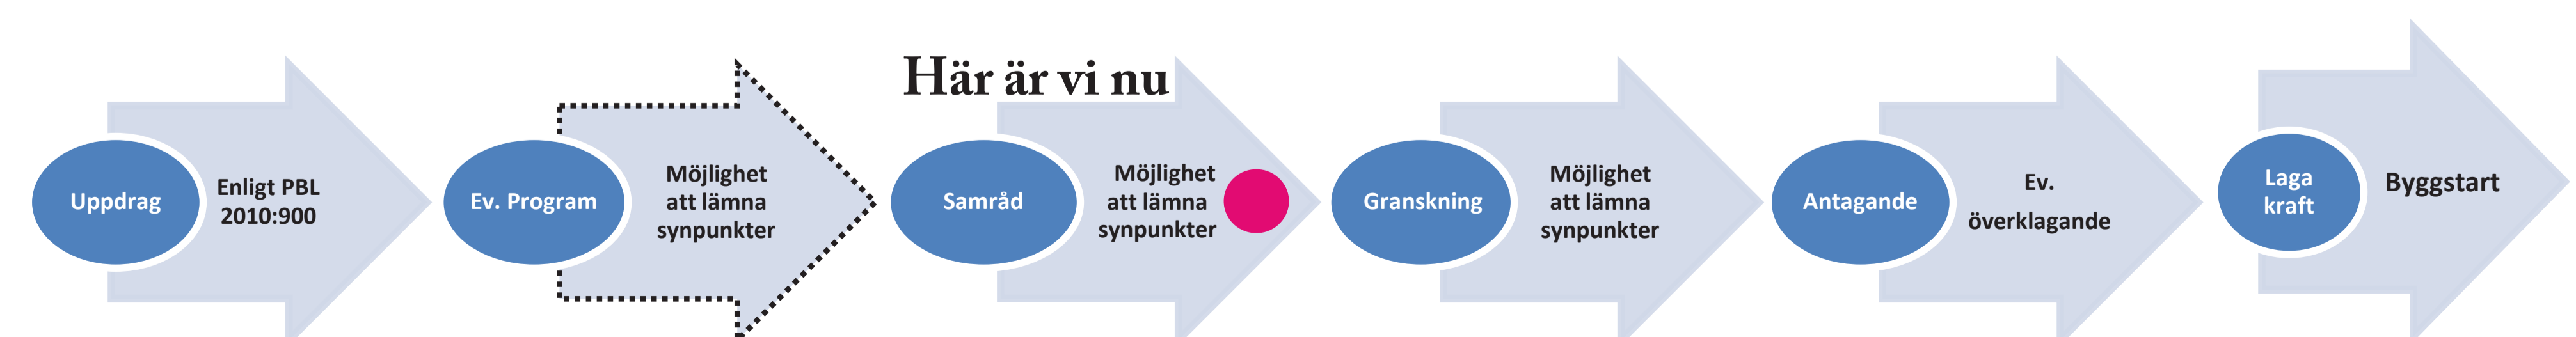 Här är vi nu
Uppdrag
Enligt PBL
2010:900
Ev. Program
Möjlighet
att lämna
synpunkter
Samråd
Möjlighet
att lämna
synpunkter
Granskning
Möjlighet
att lämna
synpunkter
Antagande
Ev.
överklagande
Laga
kraft
Byggstart